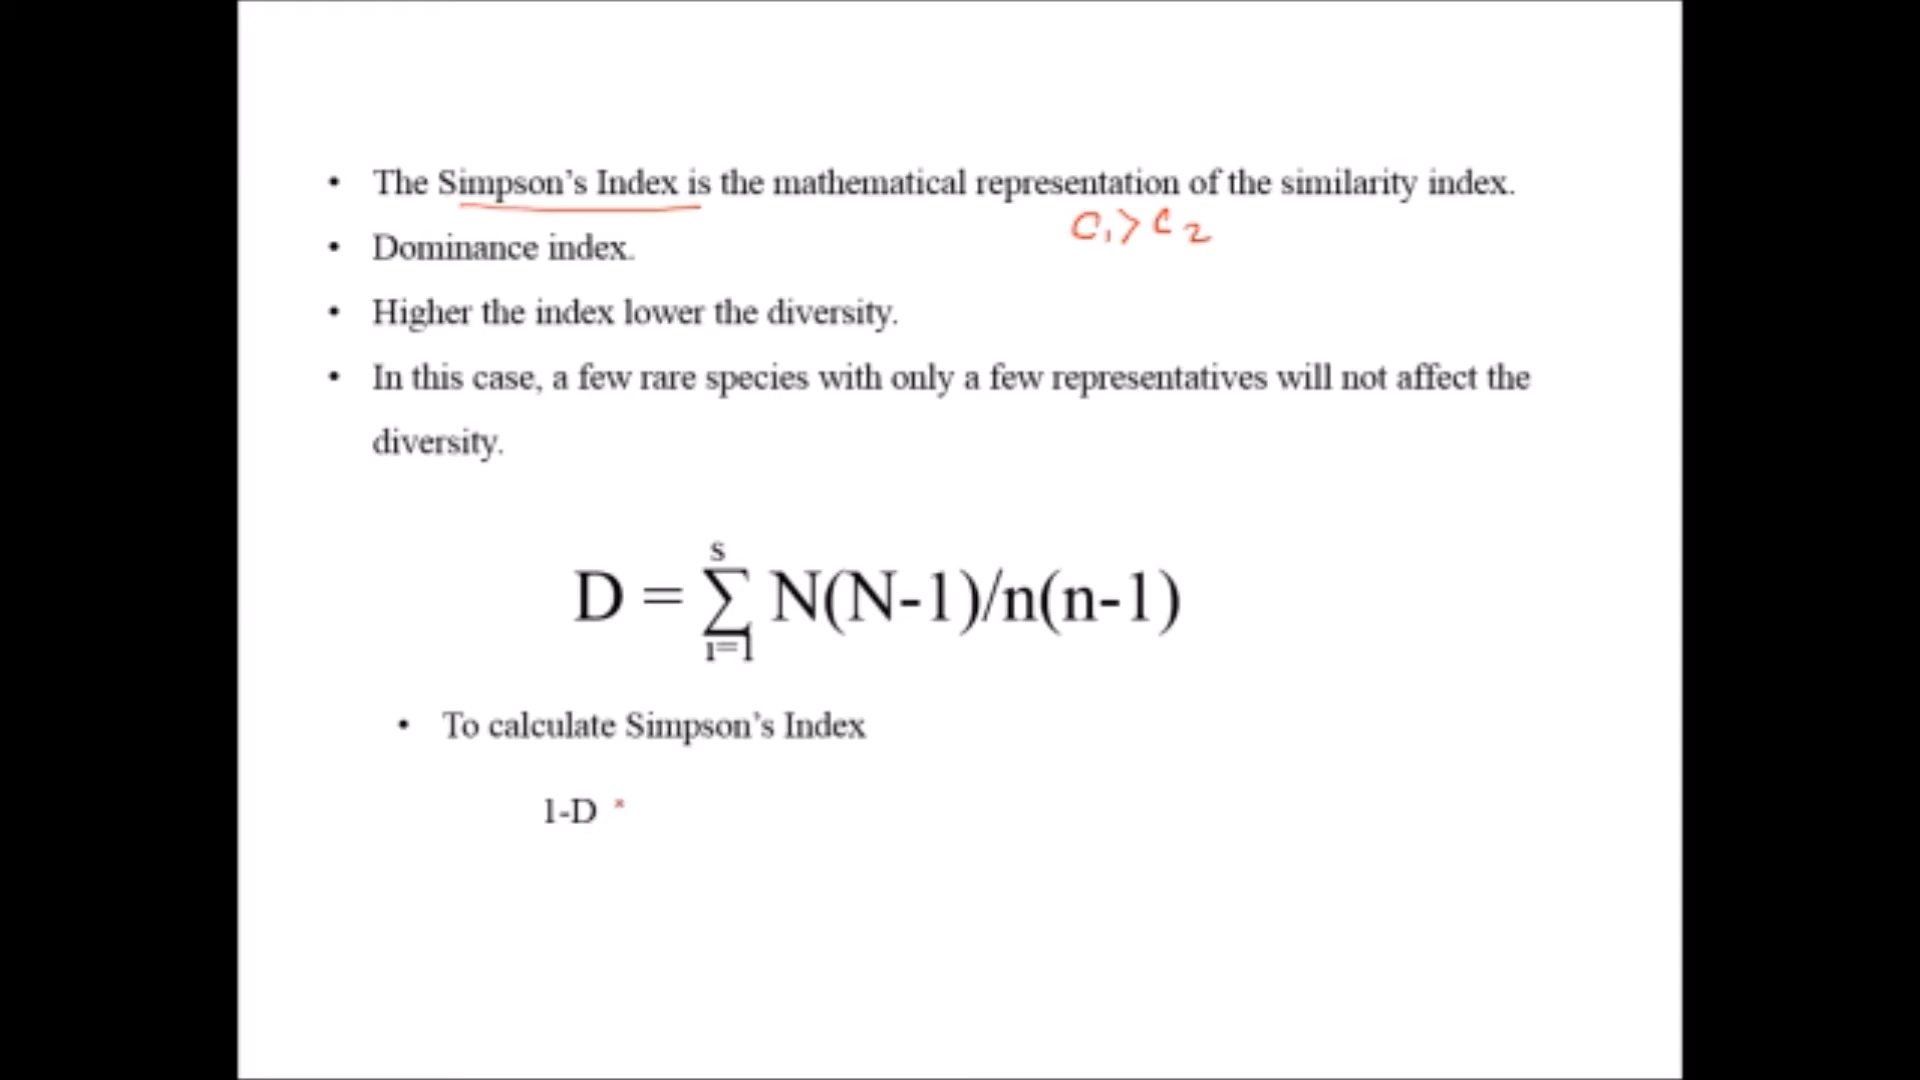 • The Simpson's Index is the mathematical representation of the similarity index.
C1 > C2
• Dominance index.
• Higher the index lower the diversity.
• In this case, a few rare species with only a few representatives will not affect the
diversity.
s
D = ∑ N(N-1)/n(n-1)
i=1
• To calculate Simpson's Index
1-D